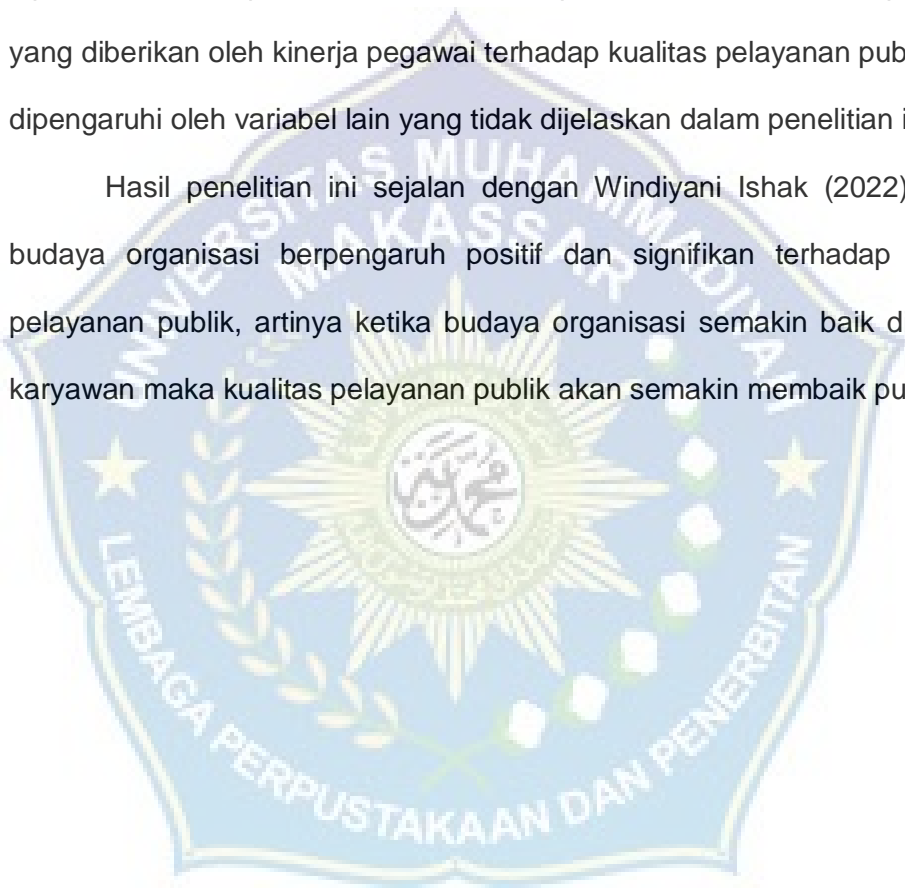 yang diberikan oleh kinerja pegawai terhadap kualitas pelayanan
dipengaruhi oleh variabel lain yang tidak dijelaskan dalam penelitian
Hasil penelitian ini sejalan dengan Windiyani Ishak (2022)
budaya organisasi berpengaruh positif dan signifikan terhadap
pelayanan publik, artinya ketika budaya organisasi semakin baik
karyawan maka kualitas pelayanan publik akan semakin membaik
UNIVERSITAS MUHAMMADIYAH
MAKASSAR
LEMBAGA PERPUSTAKAAN DAN PENERBITAN